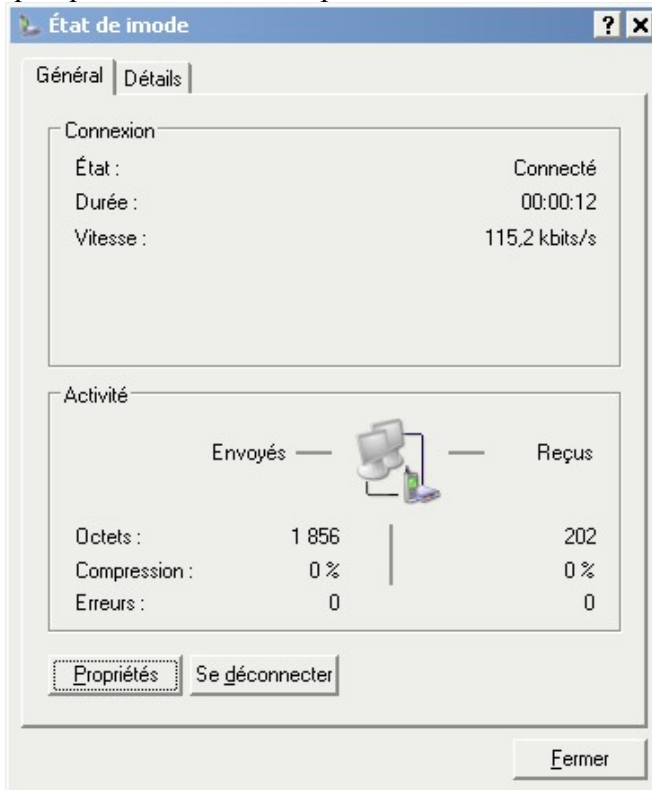 État de imode
Général Détails
Connexion
État : Connecté
Durée : 00:00:12
Vitesse : 115,2 kbits/s
Activité
Envoyés Reçus
Octets : 1 856 202
Compression : 0 % 0 %
Erreurs : 0 0
Propriétés Se déconnecter
Fermer